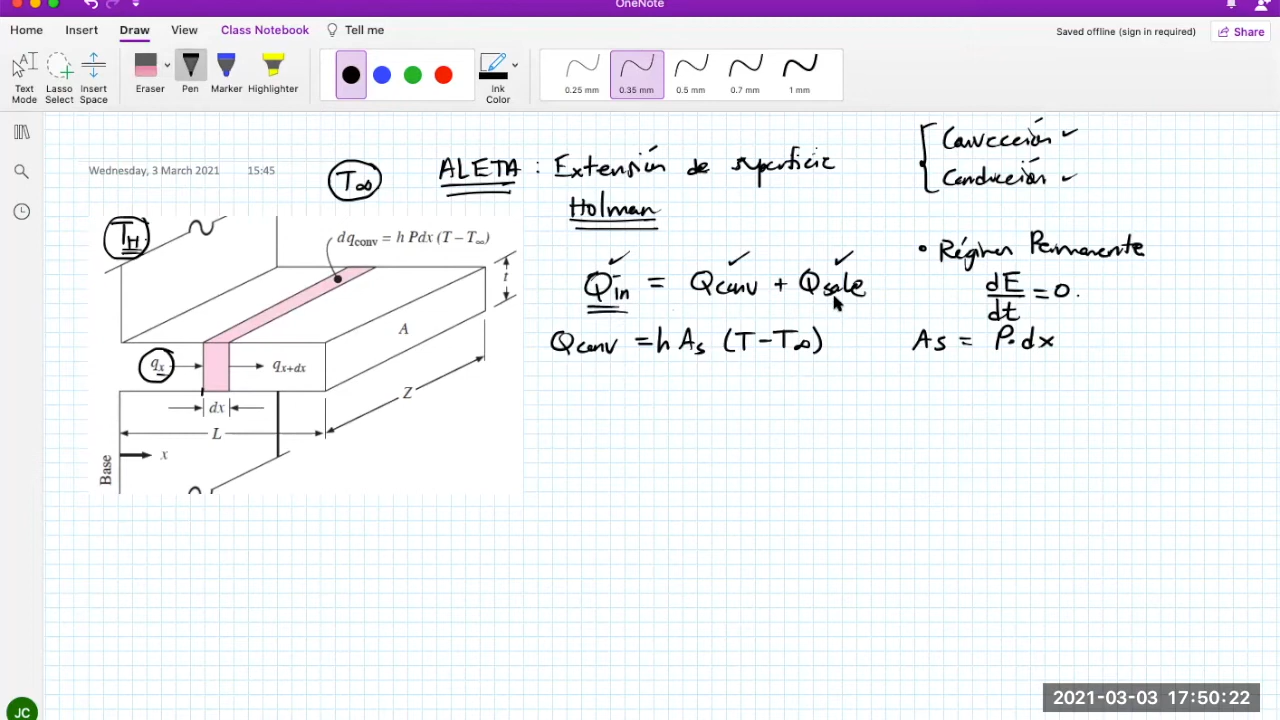 OneNote
Home Insert Draw View Class Notebook Tell me
Saved offline (sign in required) Share
Text Mode
Lasso Select
Insert Space
Eraser
Pen
Marker
Highlighter
Ink Color
0.25 mm
0.35 mm
0.5 mm
0.7 mm
1 mm
Wednesday, 3 March 2021 15:45
T∞
ALETA : Extensión de superficie
Holman
{ Convección ✓
Conducción ✓
• Régimen Permanente
dE/dt = 0.
TH
dqconv = h Pdx (T – T∞)
t
A
qx
qx+dx
dx
Z
L
x
Base
Qin = Qconv + Qsale
Qconv = h As (T-T∞)
As = P·dx
JC
2021-03-03 17:50:22